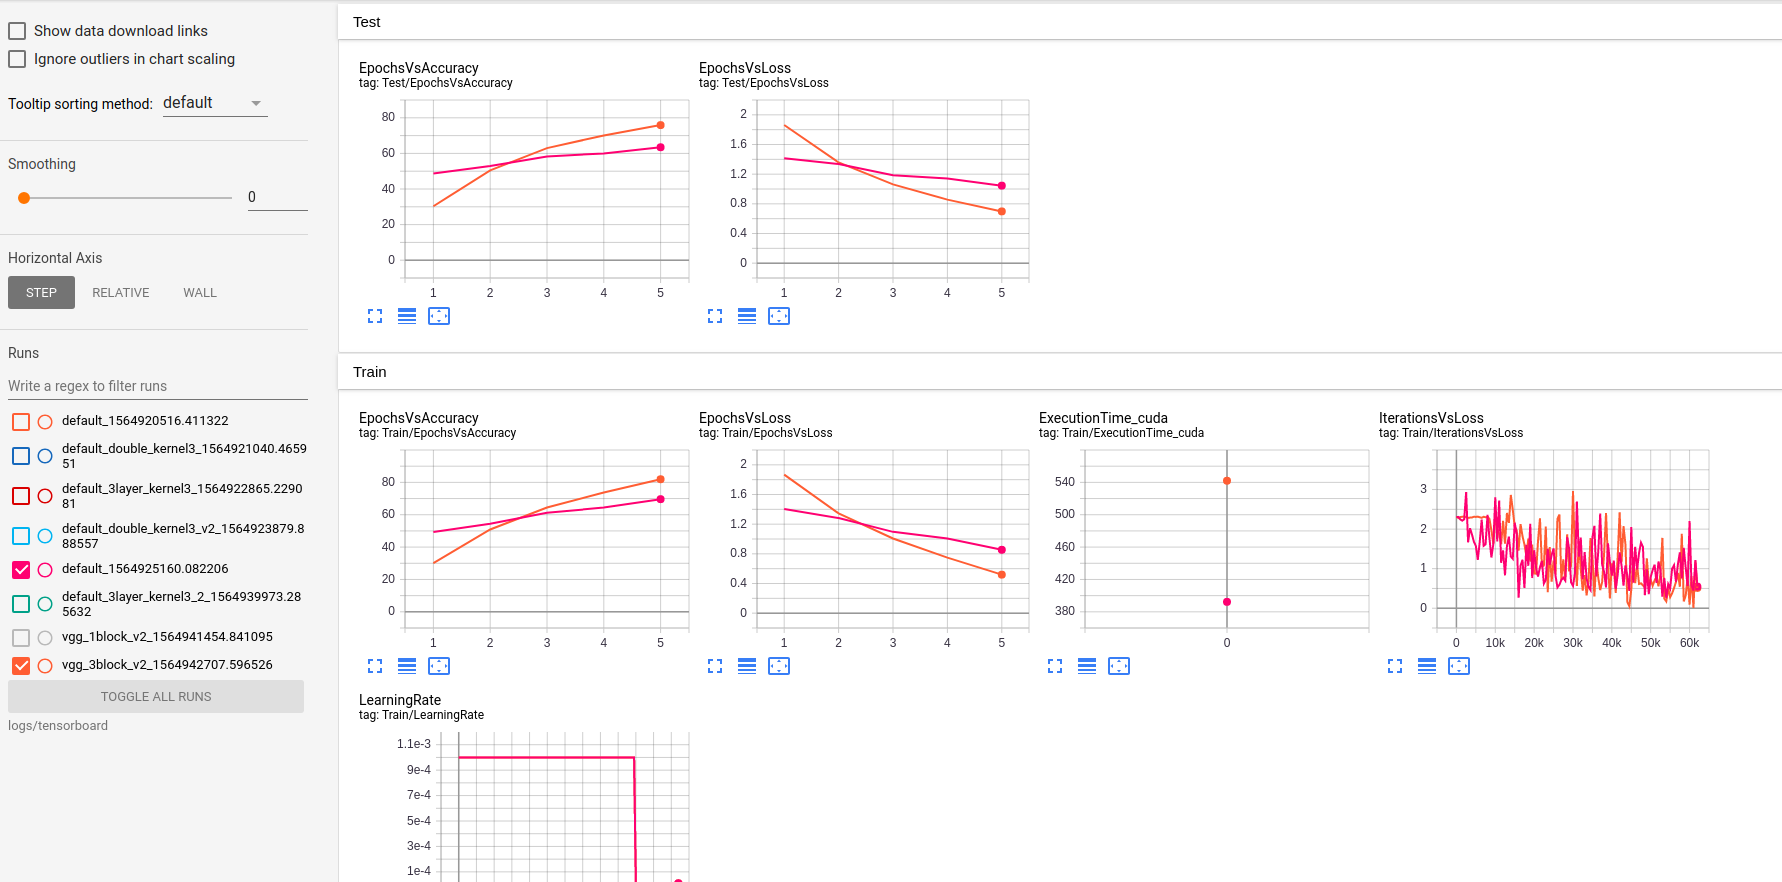 Show data download links
Ignore outliers in chart scaling
Tooltip sorting method: default
Smoothing
0
Horizontal Axis
STEP RELATIVE WALL
Runs
Write a regex to filter runs
default_1564920516.411322
default_double_kernel3_1564921040.4659
51
default_3layer_kernel3_1564922865.2290
81
default_double_kernel3_v2_1564923879.8
88557
default_1564925160.082206
default_3layer_kernel3_2_1564939973.28
5632
vgg_1block_v2_1564941454.841095
vgg_3block_v2_1564942707.596526
TOGGLE ALL RUNS
logs/tensorboard
Test
EpochsVsAccuracy
tag: Test/EpochsVsAccuracy
80
60
40
20
0
1 2 3 4 5
EpochsVsLoss
tag: Test/EpochsVsLoss
2
1.6
1.2
0.8
0.4
0
1 2 3 4 5
Train
EpochsVsAccuracy
tag: Train/EpochsVsAccuracy
80
60
40
20
0
1 2 3 4 5
EpochsVsLoss
tag: Train/EpochsVsLoss
2
1.6
1.2
0.8
0.4
0
1 2 3 4 5
ExecutionTime_cuda
tag: Train/ExecutionTime_cuda
540
500
460
420
380
0
IterationsVsLoss
tag: Train/IterationsVsLoss
3
2
1
0
0 10k 20k 30k 40k 50k 60k
LearningRate
tag: Train/LearningRate
1.1e-3
9e-4
7e-4
5e-4
3e-4
1e-4